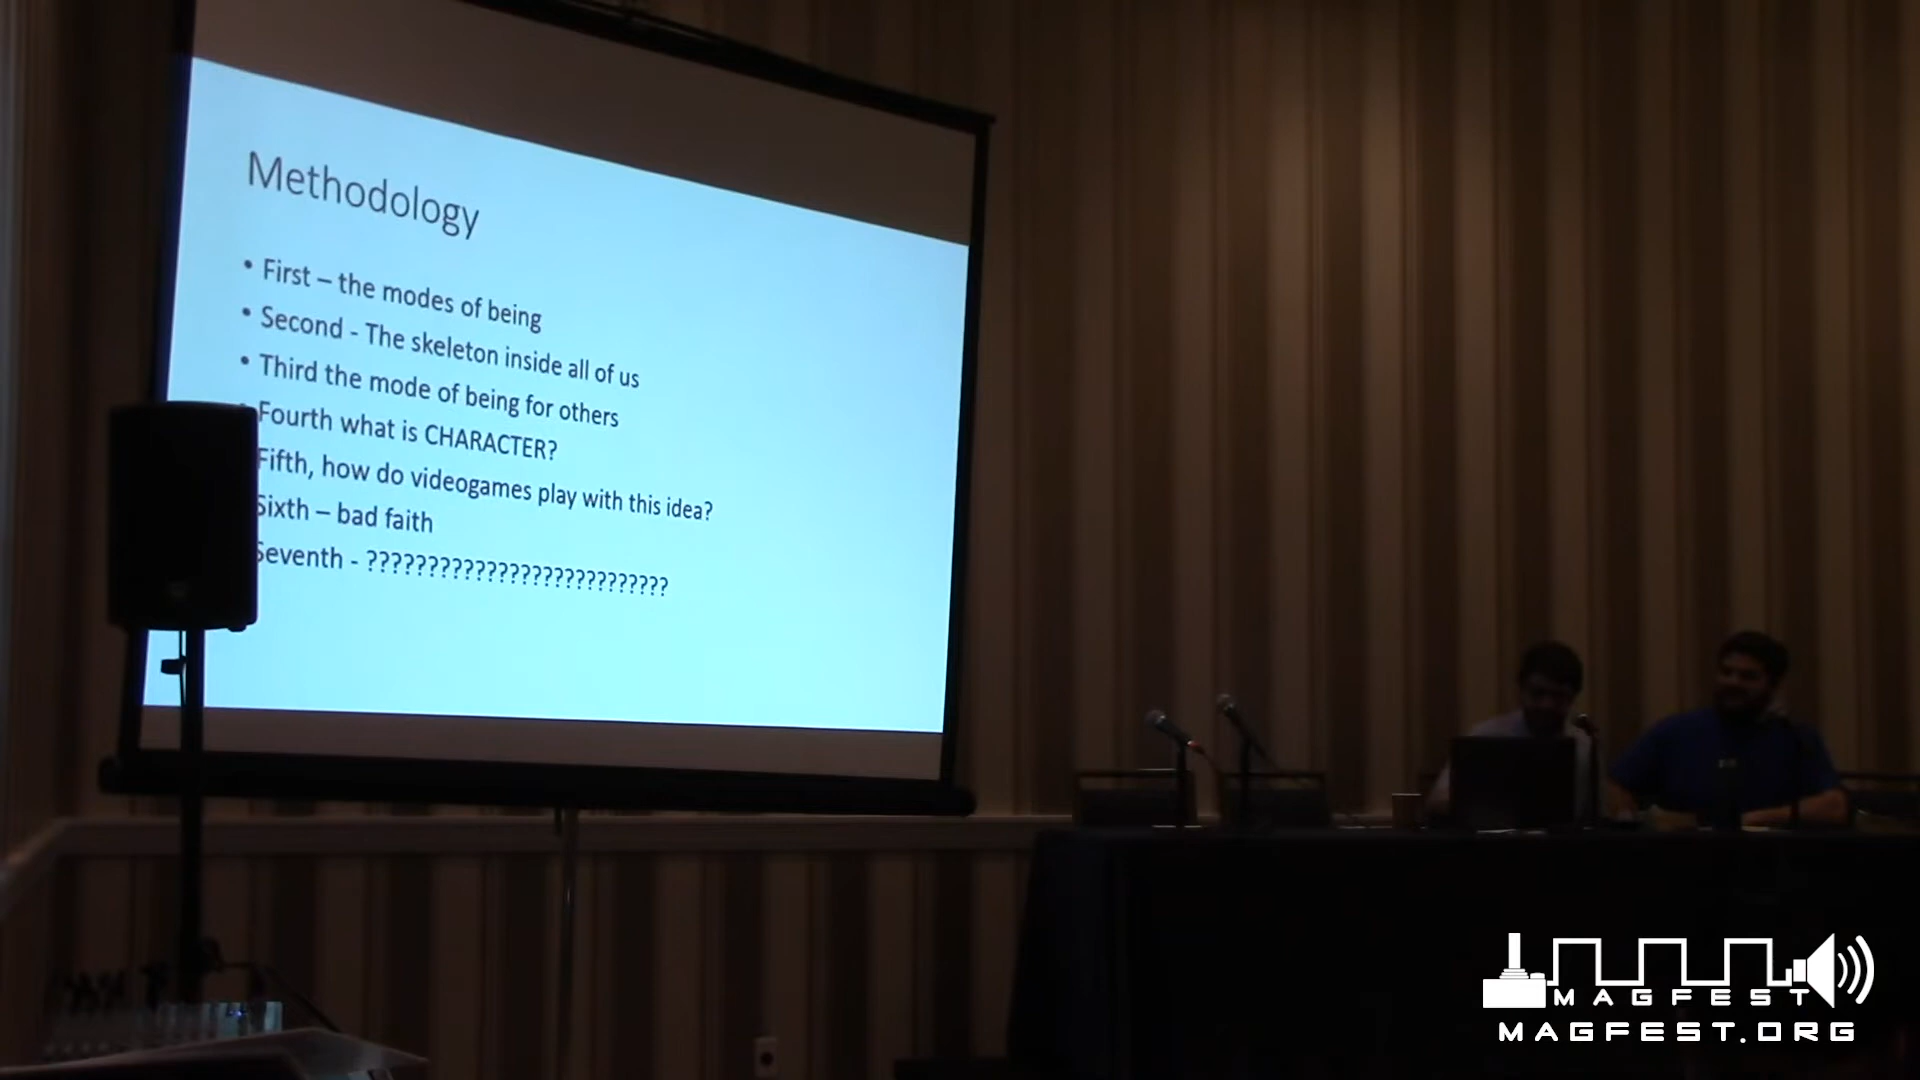 Methodology
• First – the modes of being
• Second - The skeleton inside all of us
• Third the mode of being for others
• Fourth what is CHARACTER?
Fifth, how do videogames play with this idea?
Sixth – bad faith
Seventh - ???????????????????????????
MAGFEST
MAGFEST.ORG